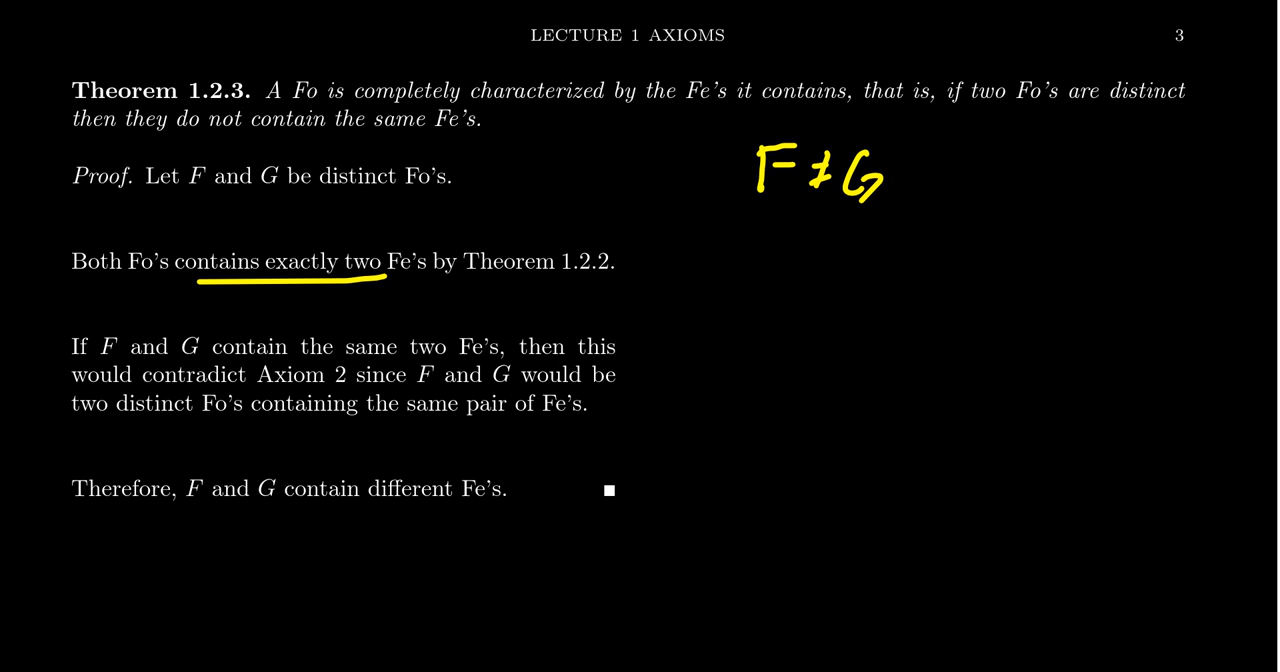 LECTURE 1 AXIOMS 3
Theorem 1.2.3. A Fo is completely characterized by the Fe's it contains, that is, if two Fo's are distinct
then they do not contain the same Fe's.
F ≠ G
Proof. Let F and G be distinct Fo's.
Both Fo's contains exactly two Fe's by Theorem 1.2.2.
If F and G contain the same two Fe's, then this
would contradict Axiom 2 since F and G would be
two distinct Fo's containing the same pair of Fe's.
Therefore, F and G contain different Fe's. ■